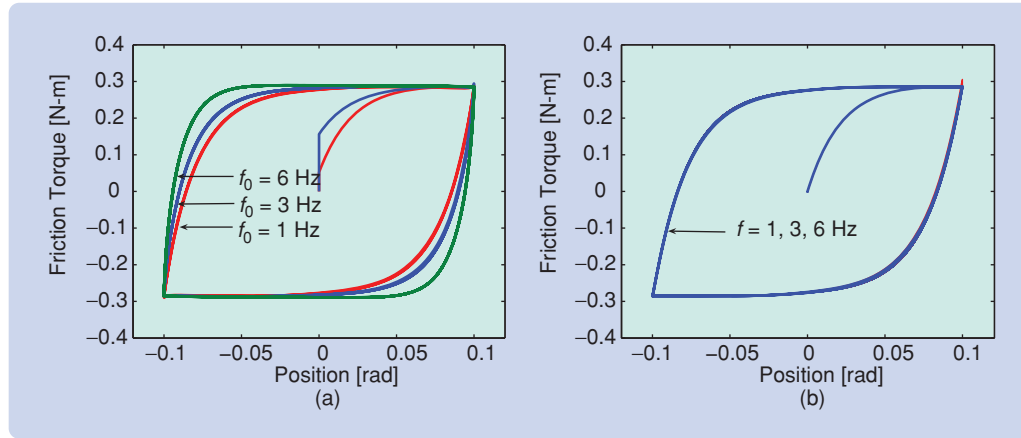 0.4
0.3
0.2
0.1
0
−0.1
−0.2
−0.3
−0.4
Friction Torque [N-m]
f0 = 6 Hz
f0 = 3 Hz
f0 = 1 Hz
−0.1
−0.05
0
0.05
0.1
Position [rad]
(a)
0.4
0.3
0.2
0.1
0
−0.1
−0.2
−0.3
−0.4
Friction Torque [N-m]
f = 1, 3, 6 Hz
−0.1
−0.05
0
0.05
0.1
Position [rad]
(b)